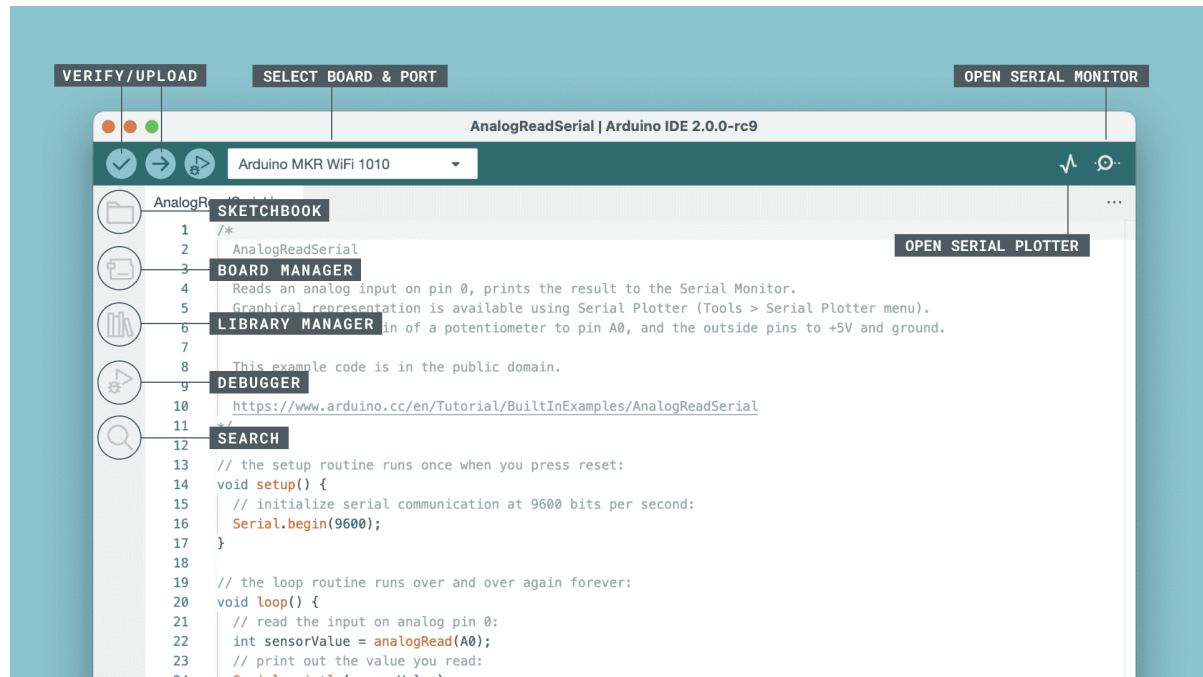 VERIFY/UPLOAD
SELECT BOARD & PORT
OPEN SERIAL MONITOR
AnalogReadSerial | Arduino IDE 2.0.0-rc9
Arduino MKR WiFi 1010
AnalogR
SKETCHBOOK
OPEN SERIAL PLOTTER
BOARD MANAGER
LIBRARY MANAGER
DEBUGGER
SEARCH
1 /*
2 AnalogReadSerial
3
4 Reads an analog input on pin 0, prints the result to the Serial Monitor.
5 Graphical representation is available using Serial Plotter (Tools > Serial Plotter menu).
6 in of a potentiometer to pin A0, and the outside pins to +5V and ground.
7
8 This example code is in the public domain.
9
10 https://www.arduino.cc/en/Tutorial/BuiltInExamples/AnalogReadSerial
11 */
12
13 // the setup routine runs once when you press reset:
14 void setup() {
15 // initialize serial communication at 9600 bits per second:
16 Serial.begin(9600);
17 }
18
19 // the loop routine runs over and over again forever:
20 void loop() {
21 // read the input on analog pin 0:
22 int sensorValue = analogRead(A0);
23 // print out the value you read: